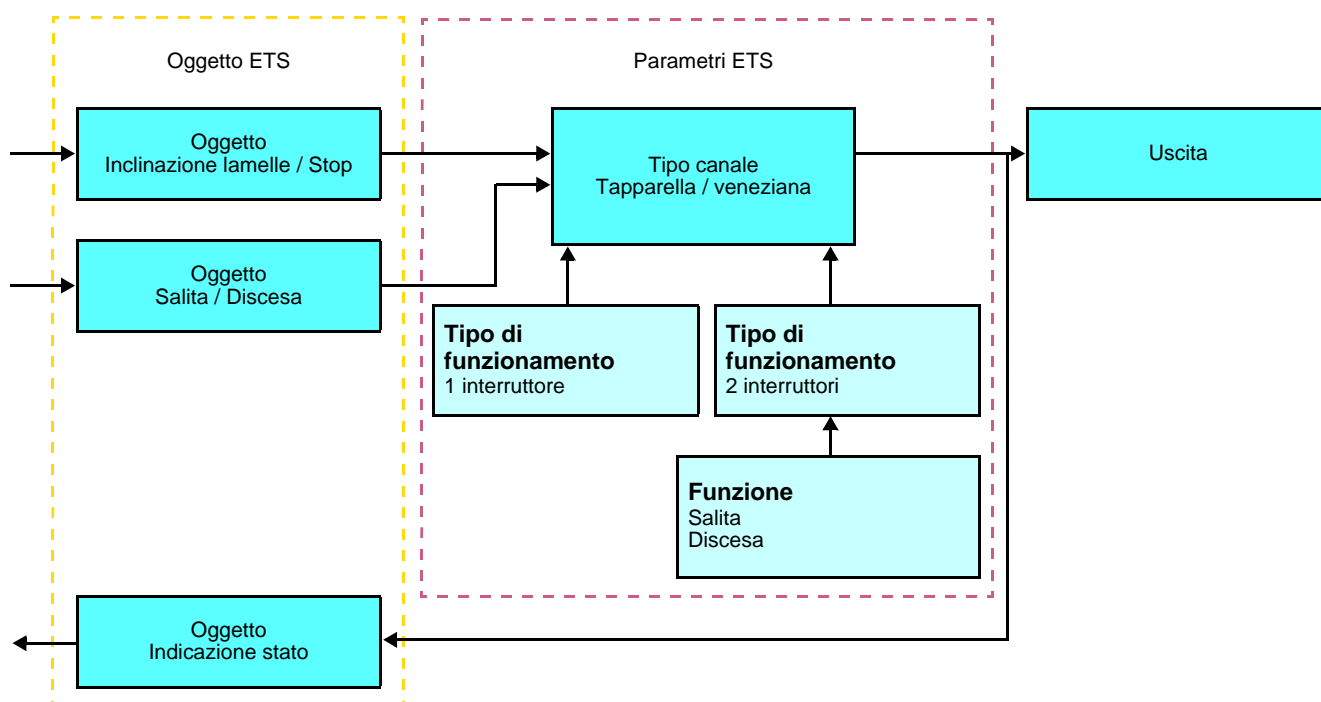 Oggetto ETS
Parametri ETS
Oggetto
Inclinazione lamelle / Stop
Tipo canale
Tapparella / veneziana
Uscita
Oggetto
Salita / Discesa
Tipo di
funzionamento
1 interruttore
Tipo di
funzionamento
2 interruttori
Funzione
Salita
Discesa
Oggetto
Indicazione stato